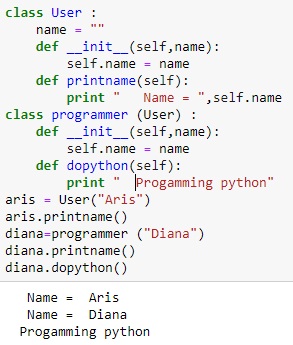 class User :
    name = ""
    def __init__(self,name):
        self.name = name
    def printname(self):
        print "   Name = ",self.name
class programmer (User) :
    def __init__(self,name):
        self.name = name
    def dopython(self):
        print "  Progamming python"
aris = User("Aris")
aris.printname()
diana=programmer ("Diana")
diana.printname()
diana.dopython()
   Name =  Aris
   Name =  Diana
  Progamming python